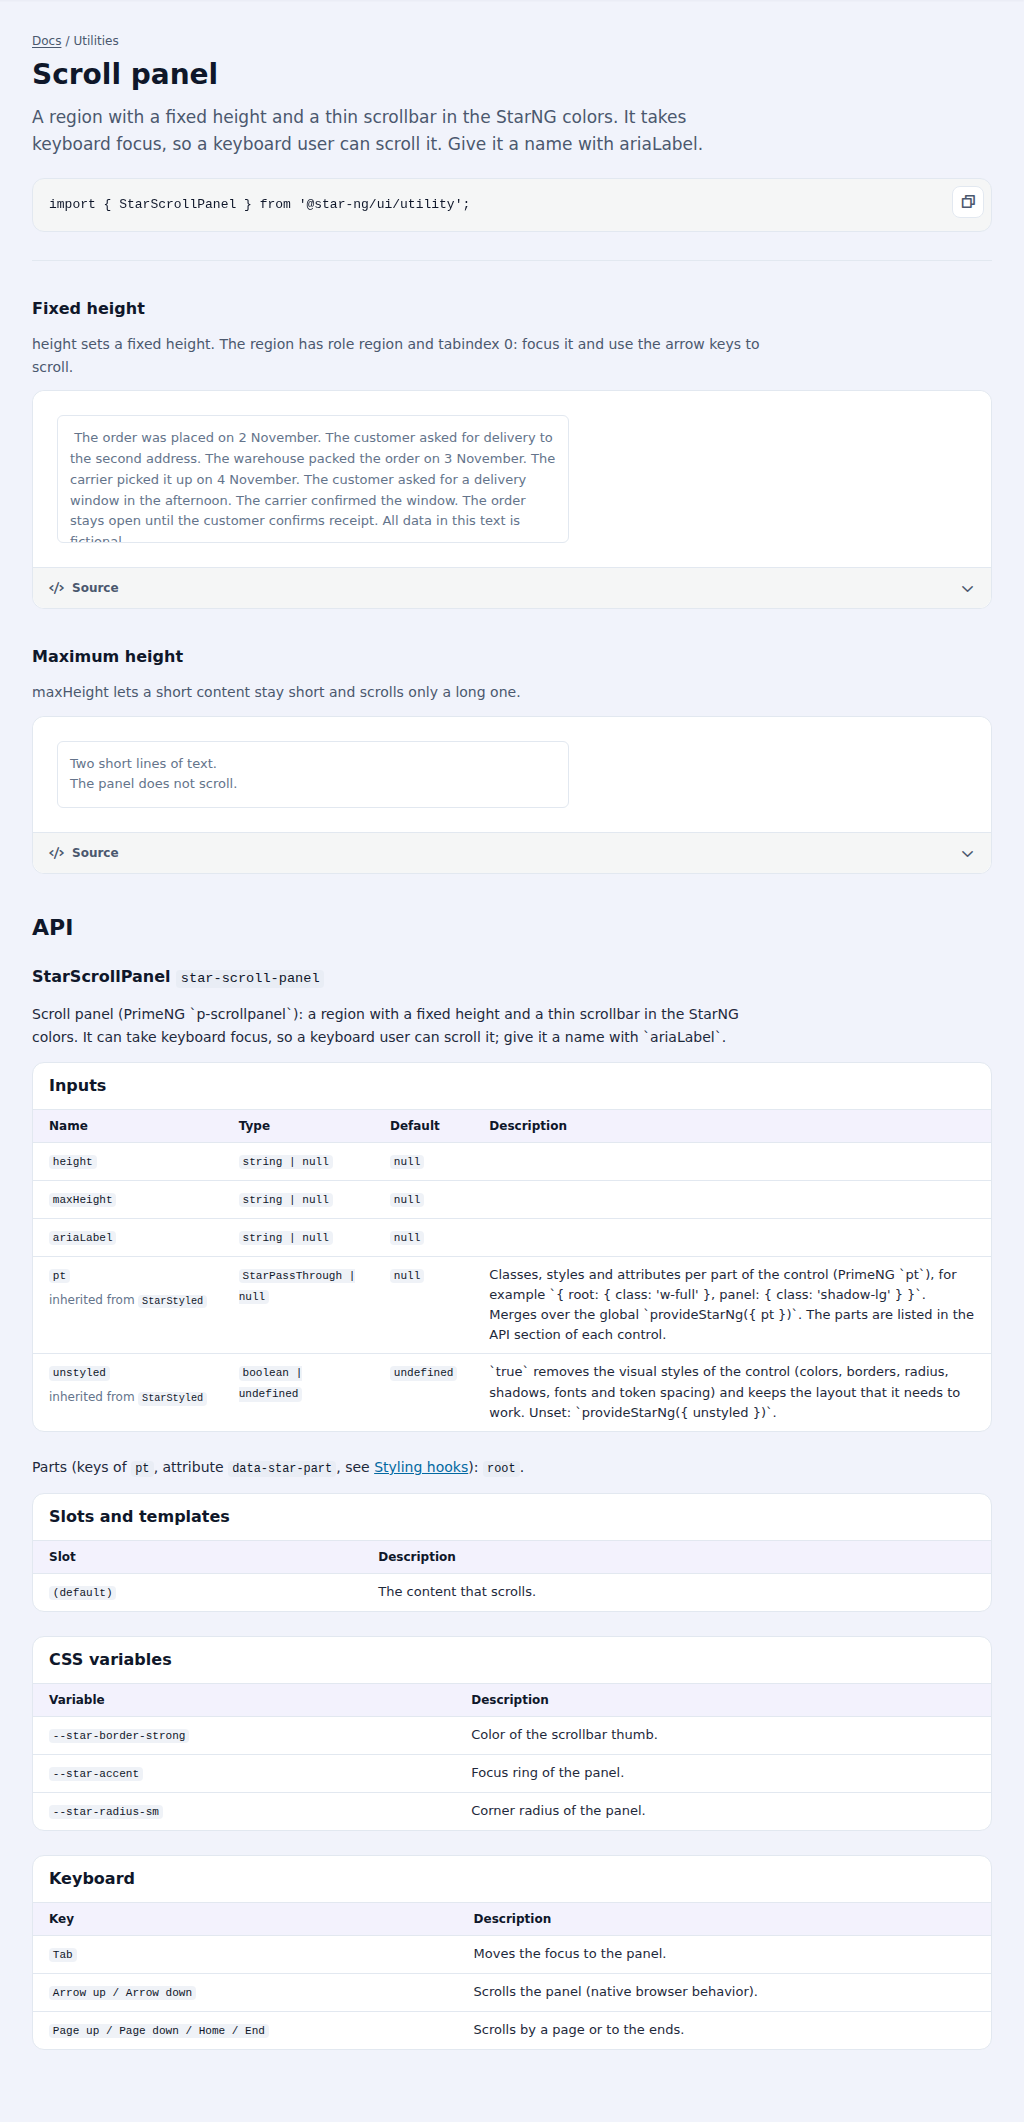 Docs / Utilities
Scroll panel
A region with a fixed height and a thin scrollbar in the StarNG colors. It takes
keyboard focus, so a keyboard user can scroll it. Give it a name with ariaLabel.
import { StarScrollPanel } from '@star-ng/ui/utility';
Fixed height
height sets a fixed height. The region has role region and tabindex 0: focus it and use the arrow keys to
scroll.
The order was placed on 2 November. The customer asked for delivery to
the second address. The warehouse packed the order on 3 November. The
carrier picked it up on 4 November. The customer asked for a delivery
window in the afternoon. The carrier confirmed the window. The order
stays open until the customer confirms receipt. All data in this text is
fictional.
</> Source
Maximum height
maxHeight lets a short content stay short and scrolls only a long one.
Two short lines of text.
The panel does not scroll.
</> Source
API
StarScrollPanel star-scroll-panel
Scroll panel (PrimeNG `p-scrollpanel`): a region with a fixed height and a thin scrollbar in the StarNG
colors. It can take keyboard focus, so a keyboard user can scroll it; give it a name with `ariaLabel`.
Inputs
Name Type Default Description
height string | null null
maxHeight string | null null
ariaLabel string | null null
pt StarPassThrough | null Classes, styles and attributes per part of the control (PrimeNG `pt`), for
inherited from StarStyled null example `{ root: { class: 'w-full' }, panel: { class: 'shadow-lg' } }`.
Merges over the global `provideStarNg({ pt })`. The parts are listed in the
API section of each control.
unstyled boolean | undefined `true` removes the visual styles of the control (colors, borders, radius,
inherited from StarStyled undefined shadows, fonts and token spacing) and keeps the layout that it needs to
work. Unset: `provideStarNg({ unstyled })`.
Parts (keys of pt, attribute data-star-part, see Styling hooks): root.
Slots and templates
Slot Description
(default) The content that scrolls.
CSS variables
Variable Description
--star-border-strong Color of the scrollbar thumb.
--star-accent Focus ring of the panel.
--star-radius-sm Corner radius of the panel.
Keyboard
Key Description
Tab Moves the focus to the panel.
Arrow up / Arrow down Scrolls the panel (native browser behavior).
Page up / Page down / Home / End Scrolls by a page or to the ends.